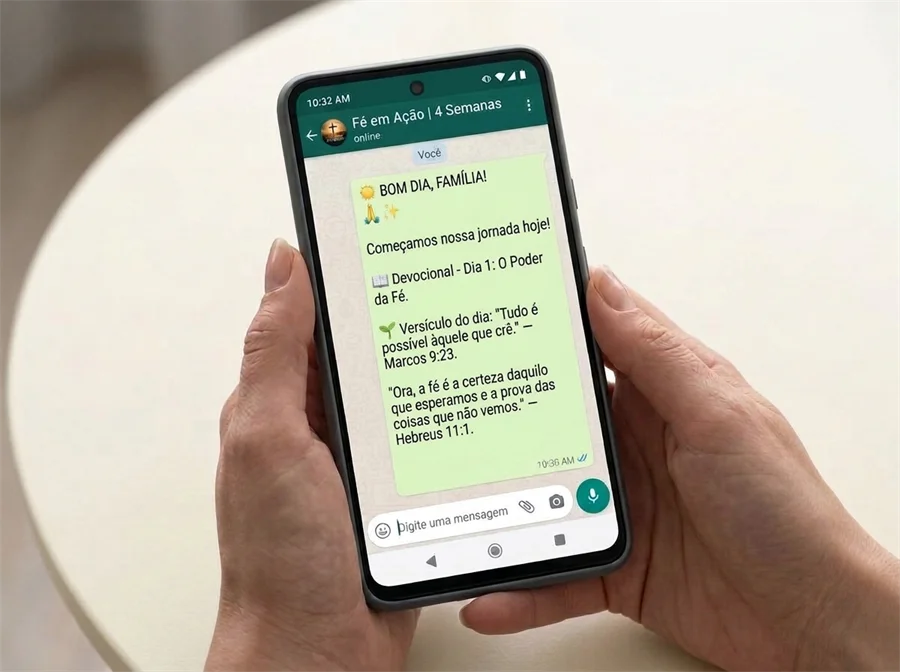 10:32 AM
Fé em Ação | 4 Semanas
online
Você
🌞 BOM DIA, FAMÍLIA!
🙏✨
Começamos nossa jornada hoje!
📖 Devocional - Dia 1: O Poder
da Fé.
🌱 Versículo do dia: "Tudo é
possível àquele que crê." —
Marcos 9:23.
"Ora, a fé é a certeza daquilo
que esperamos e a prova das
coisas que não vemos." —
Hebreus 11:1.
10:36 AM
Digite uma mensagem